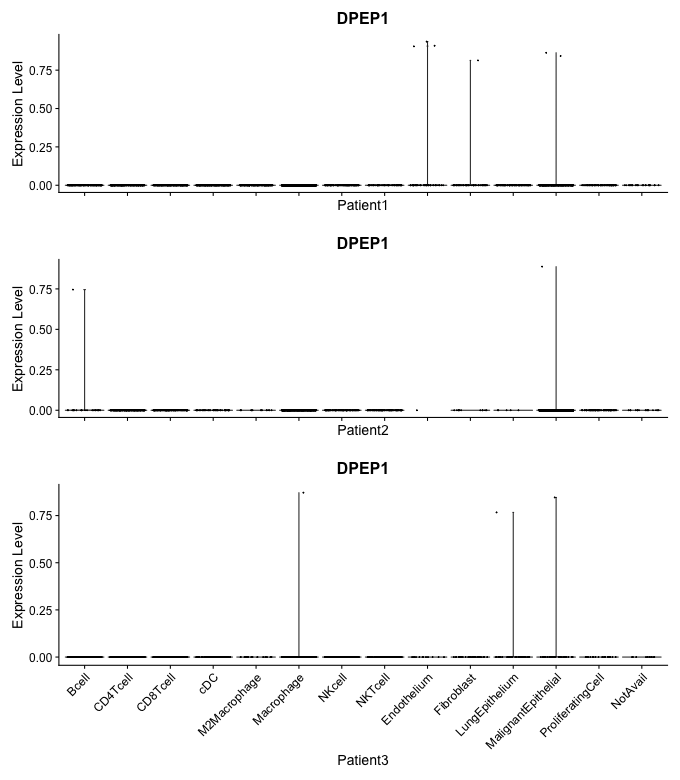 DPEP1
Expression Level
0.75
0.50
0.25
0.00
Patient1
DPEP1
Expression Level
0.75
0.50
0.25
0.00
Patient2
DPEP1
Expression Level
0.75
0.50
0.25
0.00
Bcell
CD4Tcell
CD8Tcell
cDC
M2Macrophage
Macrophage
NKcell
NKTcell
Endothelium
Fibroblast
LungEpithelium
MalignantEpithelial
ProliferatingCell
NotAvail
Patient3